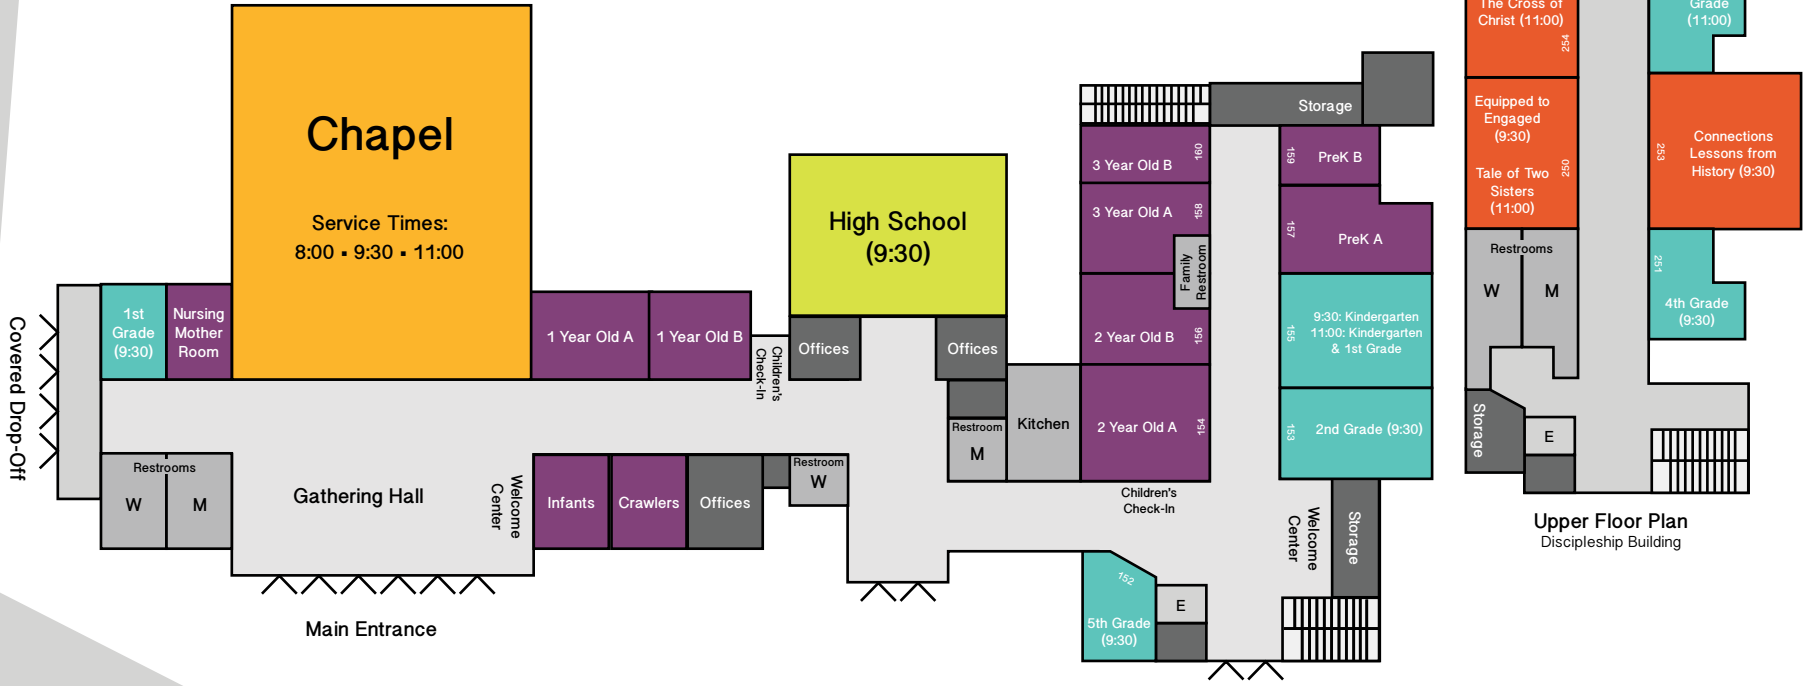 Chapel
Service Times:
8:00 ▪ 9:30 ▪ 11:00
Covered Drop-Off
1st
Grade
(9:30)
Nursing
Mother
Room
1 Year Old A
1 Year Old B
Children's
Check-In
High School
(9:30)
Offices
Offices
Restrooms
W
M
Gathering Hall
Welcome
Center
Infants
Crawlers
Offices
Restroom
W
Restroom
M
Kitchen
Main Entrance
Storage
3 Year Old B
160
3 Year Old A
158
Family
Restroom
2 Year Old B
156
2 Year Old A
154
159
PreK B
157
PreK A
155
9:30: Kindergarten
11:00: Kindergarten
& 1st Grade
153
2nd Grade (9:30)
Children's
Check-In
Welcome
Center
Storage
152
5th Grade
(9:30)
E
The Cross of
Christ (11:00)
254
Grade
(11:00)
Equipped to
Engaged
(9:30)
Tale of Two
Sisters
(11:00)
250
253
Connections
Lessons from
History (9:30)
Restrooms
W
M
251
4th Grade
(9:30)
Storage
E
Upper Floor Plan
Discipleship Building